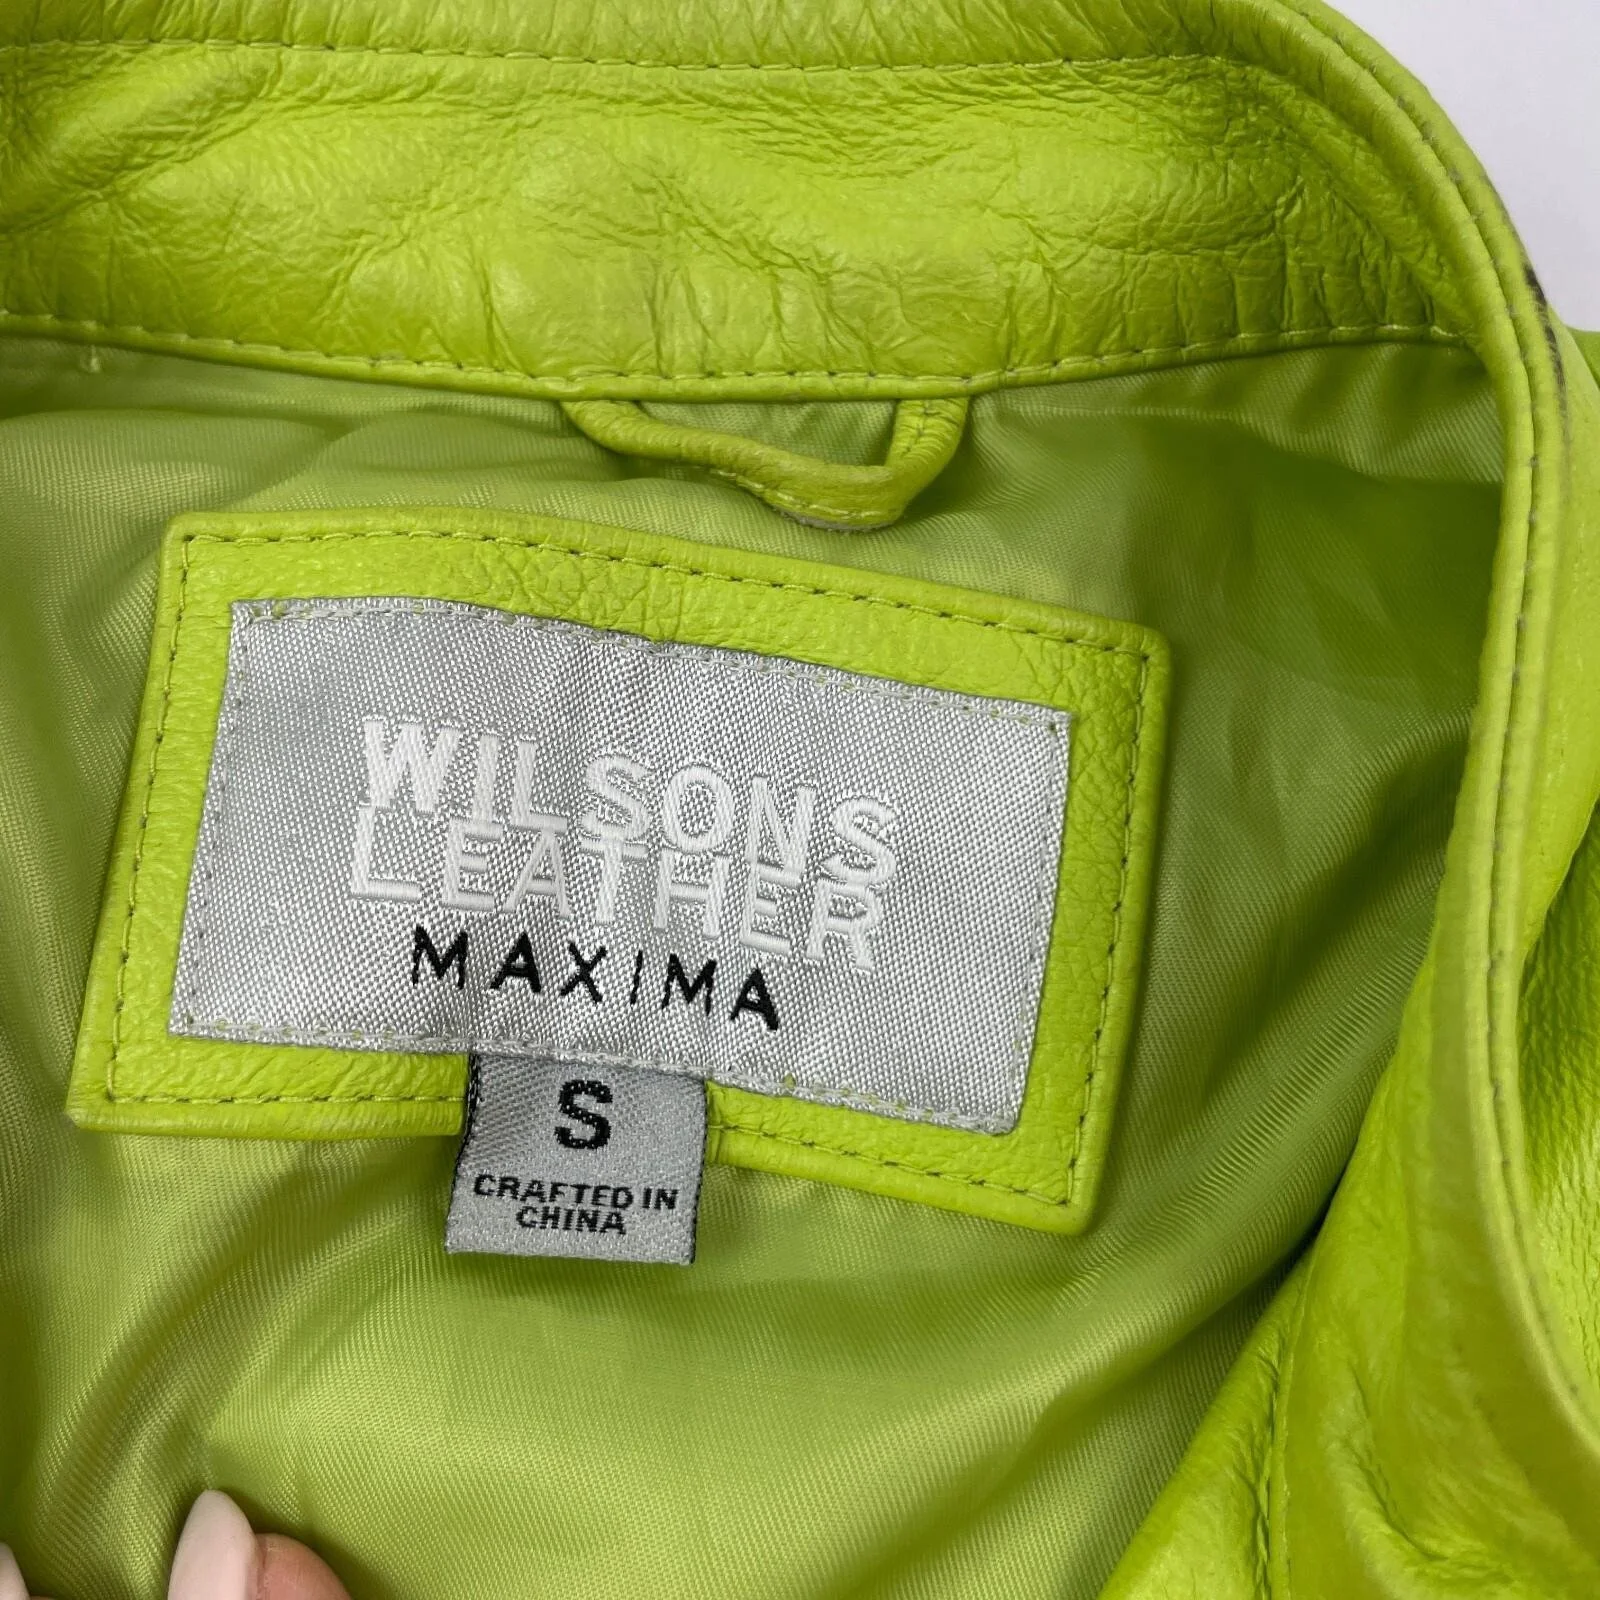 WILSONS
LEATHER
MAXIMA
S
CRAFTED IN
CHINA